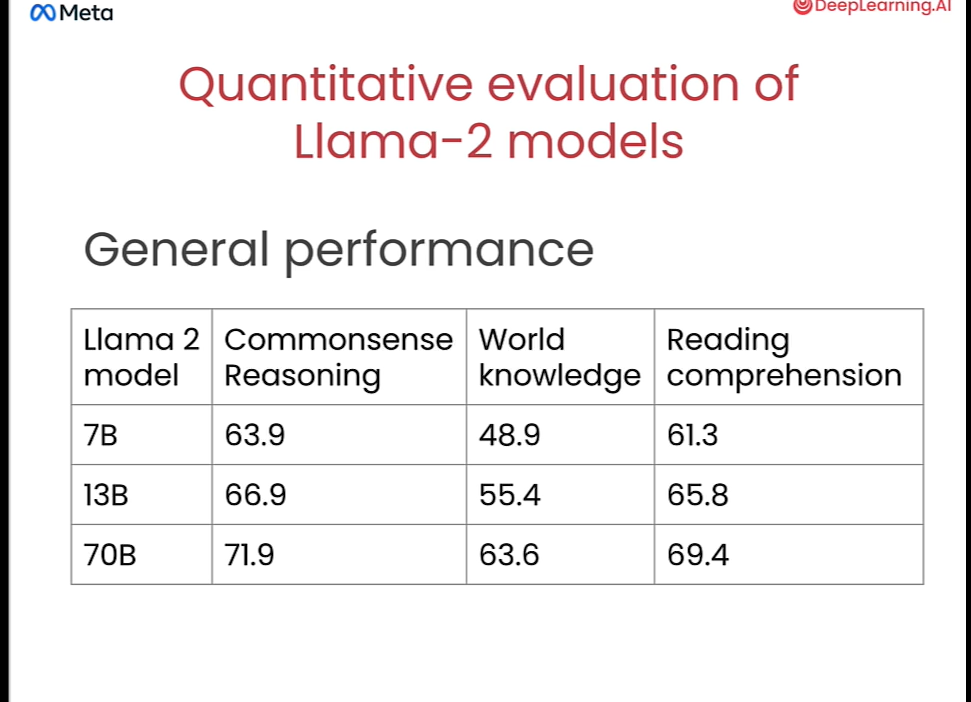 Meta
DeepLearning.AI
Quantitative evaluation of
Llama-2 models
General performance
Llama 2 model
Commonsense Reasoning
World knowledge
Reading comprehension
7B 63.9 48.9 61.3
13B 66.9 55.4 65.8
70B 71.9 63.6 69.4